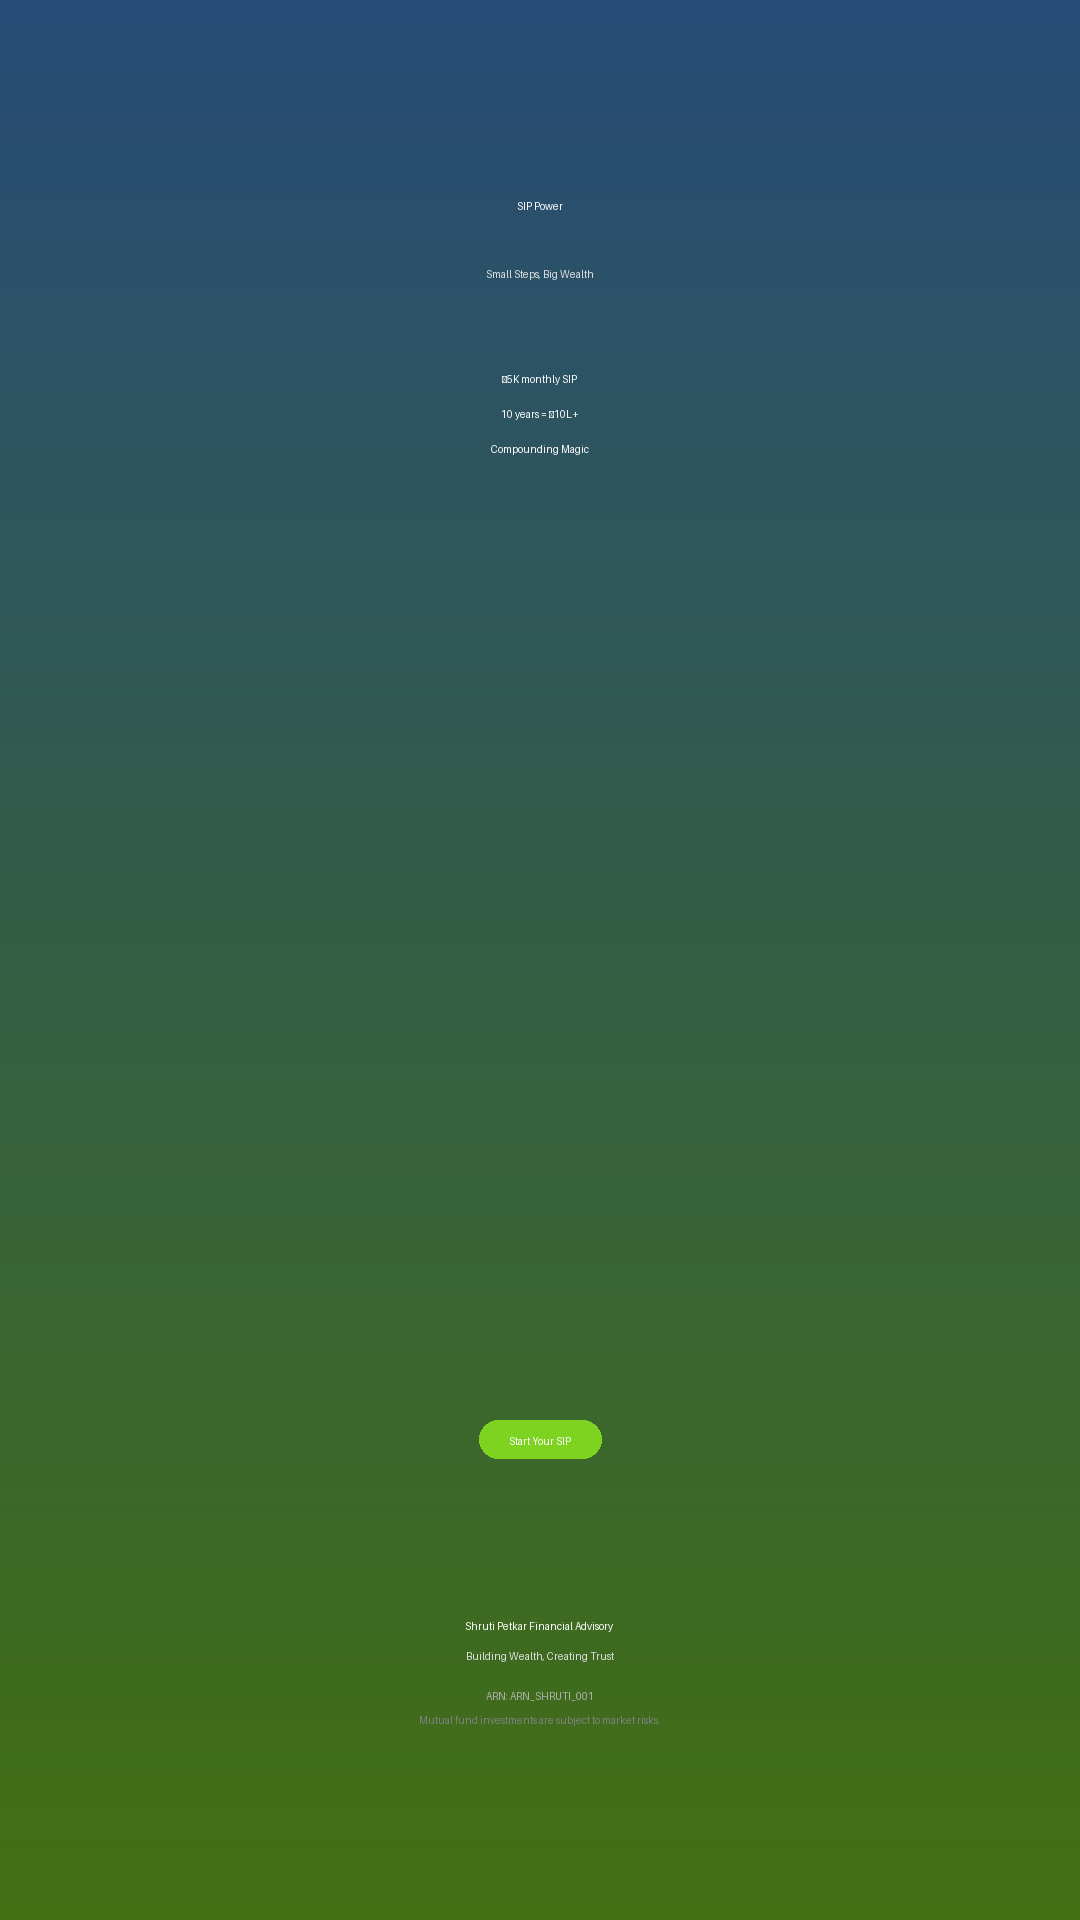 SIP Power
Small Steps, Big Wealth
5K monthly SIP
10 years = 10L+
Compounding Magic
Start Your SIP
Shruti Petkar Financial Advisory
Building Wealth, Creating Trust
ARN: ARN_SHRUTI_001
Mutual fund investments are subject to market risks.